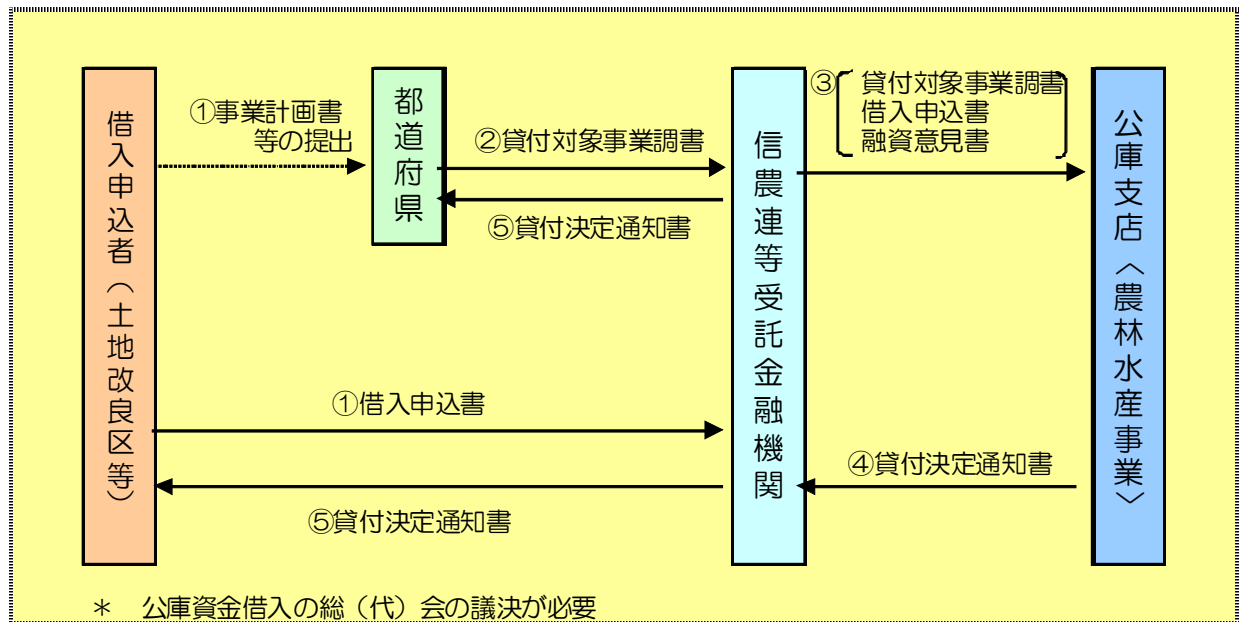 借入申込者（土地改良区等）
①事業計画書
等の提出
都道府県
②貸付対象事業調書
⑤貸付決定通知書
信農連等受託金融機関
③
貸付対象事業調書
借入申込書
融資意見書
公庫支店〈農林水産事業〉
①借入申込書
⑤貸付決定通知書
④貸付決定通知書
＊　公庫資金借入の総（代）会の議決が必要